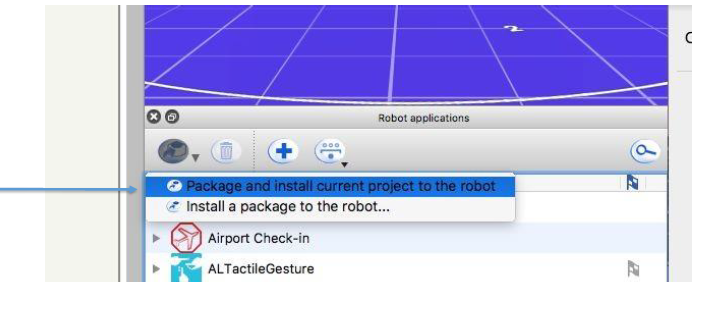 Robot applications
Package and install current project to the robot
Install a package to the robot...
Airport Check-in
ALTactileGesture